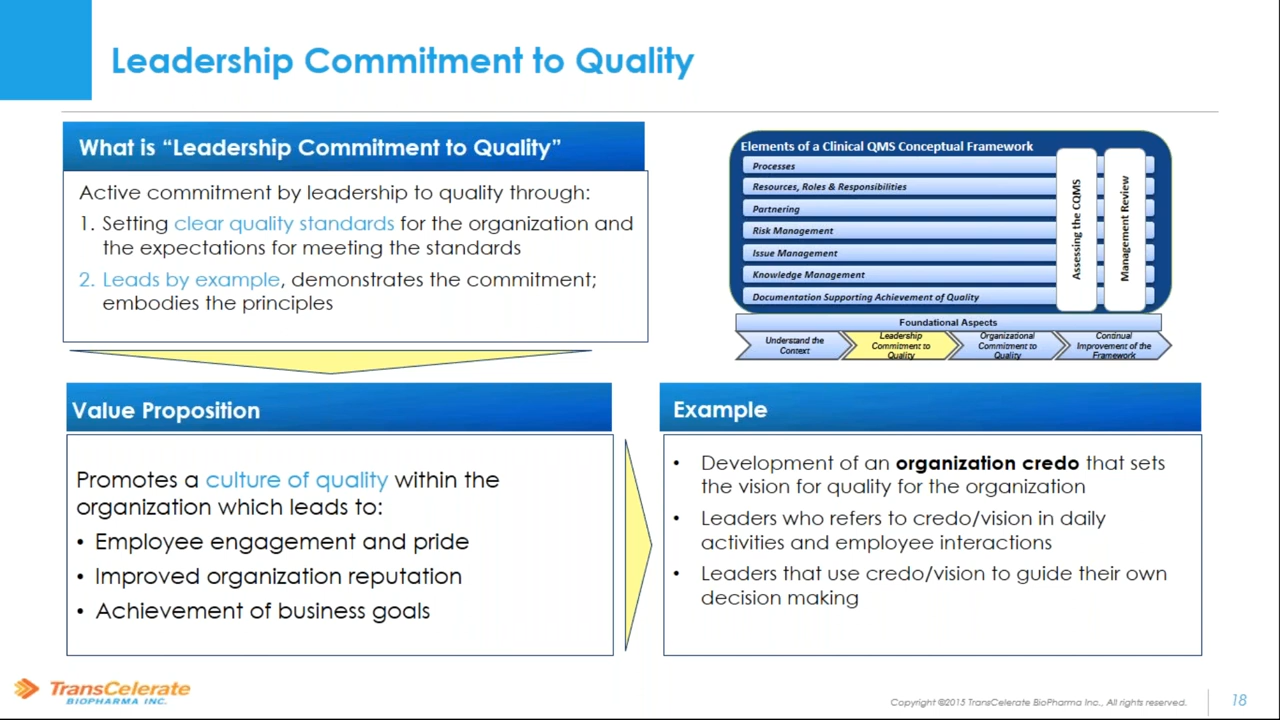 Leadership Commitment to Quality
What is “Leadership Commitment to Quality”
Active commitment by leadership to quality through:
1. Setting clear quality standards for the organization and
the expectations for meeting the standards
2. Leads by example, demonstrates the commitment;
embodies the principles
Elements of a Clinical QMS Conceptual Framework
Processes
Resources, Roles & Responsibilities
Partnering
Risk Management
Issue Management
Knowledge Management
Documentation Supporting Achievement of Quality
Assessing the CQMS
Management Review
Foundational Aspects
Understand the
Context
Leadership
Commitment to
Quality
Organizational
Commitment to
Quality
Continual
Improvement of the
Framework
Value Proposition
Promotes a culture of quality within the
organization which leads to:
• Employee engagement and pride
• Improved organization reputation
• Achievement of business goals
Example
• Development of an organization credo that sets
the vision for quality for the organization
• Leaders who refers to credo/vision in daily
activities and employee interactions
• Leaders that use credo/vision to guide their own
decision making
TransCelerate
BIOPHARMA INC.
Copyright ©2015 TransCelerate BioPharma Inc., All rights reserved.
18